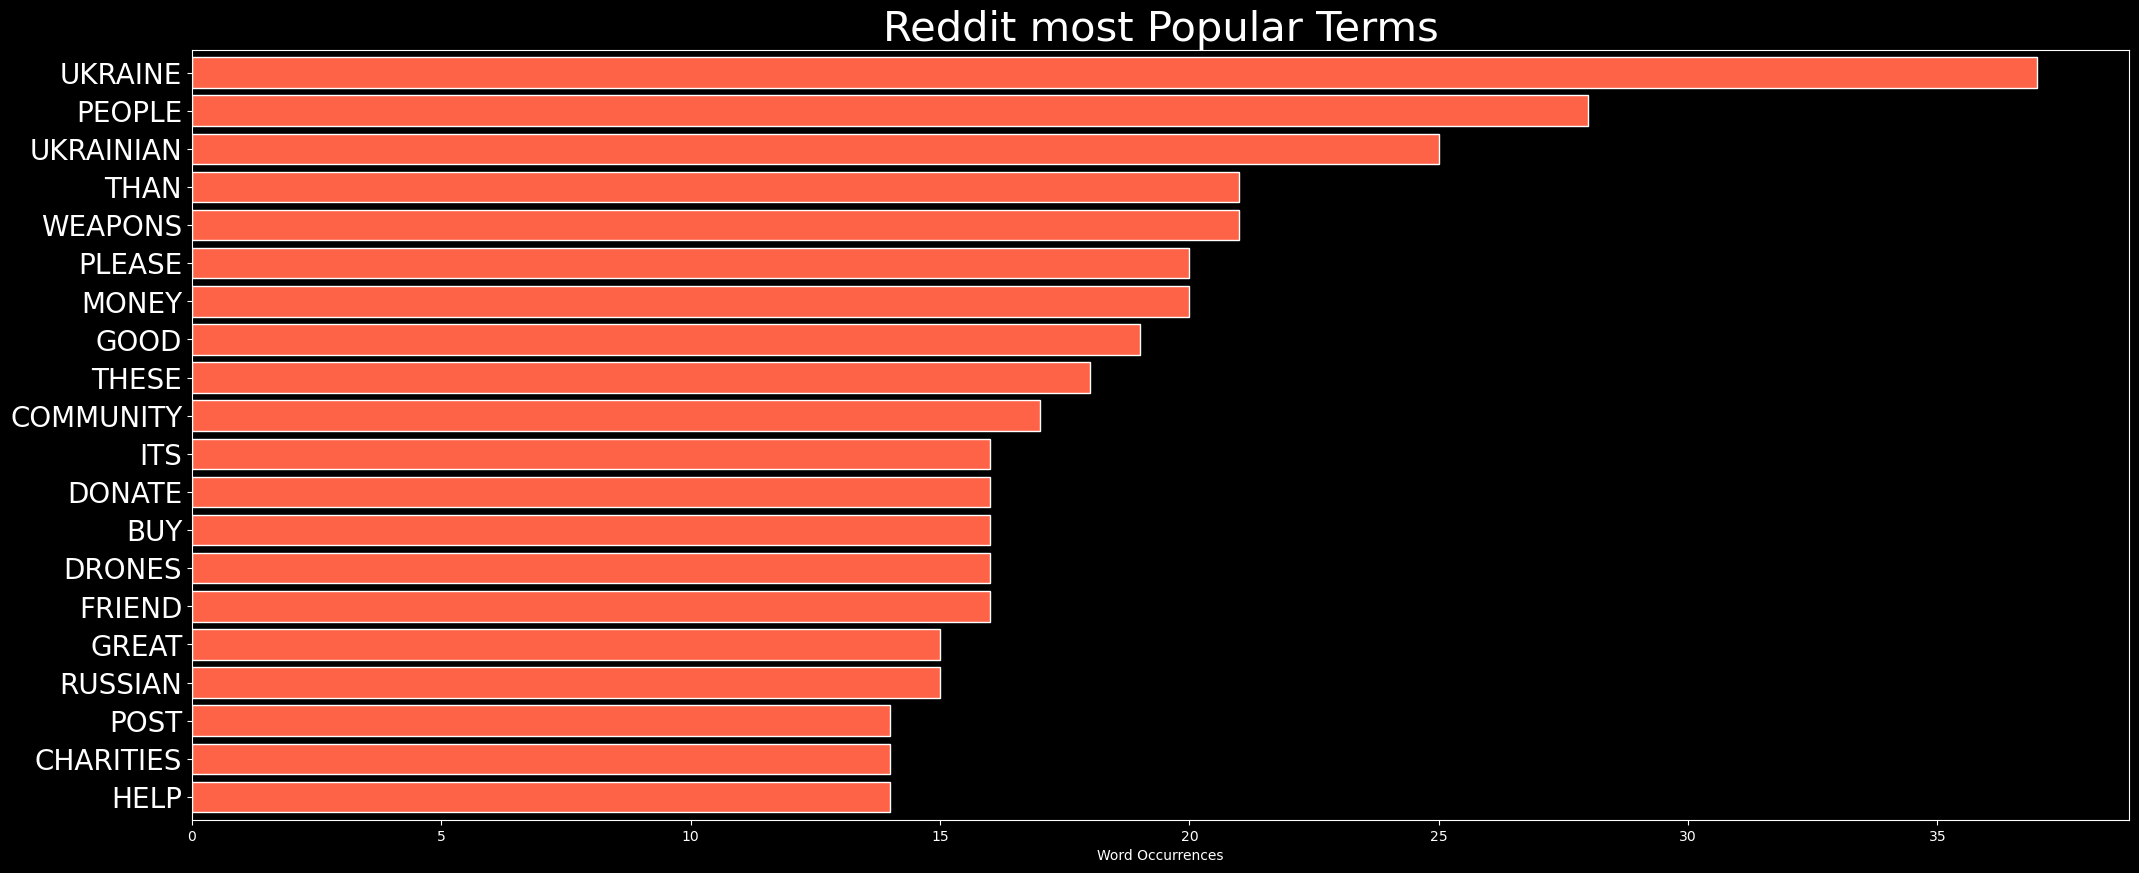 Reddit most Popular Terms
UKRAINE
PEOPLE
UKRAINIAN
THAN
WEAPONS
PLEASE
MONEY
GOOD
THESE
COMMUNITY
ITS
DONATE
BUY
DRONES
FRIEND
GREAT
RUSSIAN
POST
CHARITIES
HELP
0 5 10 15 20 25 30 35
Word Occurrences